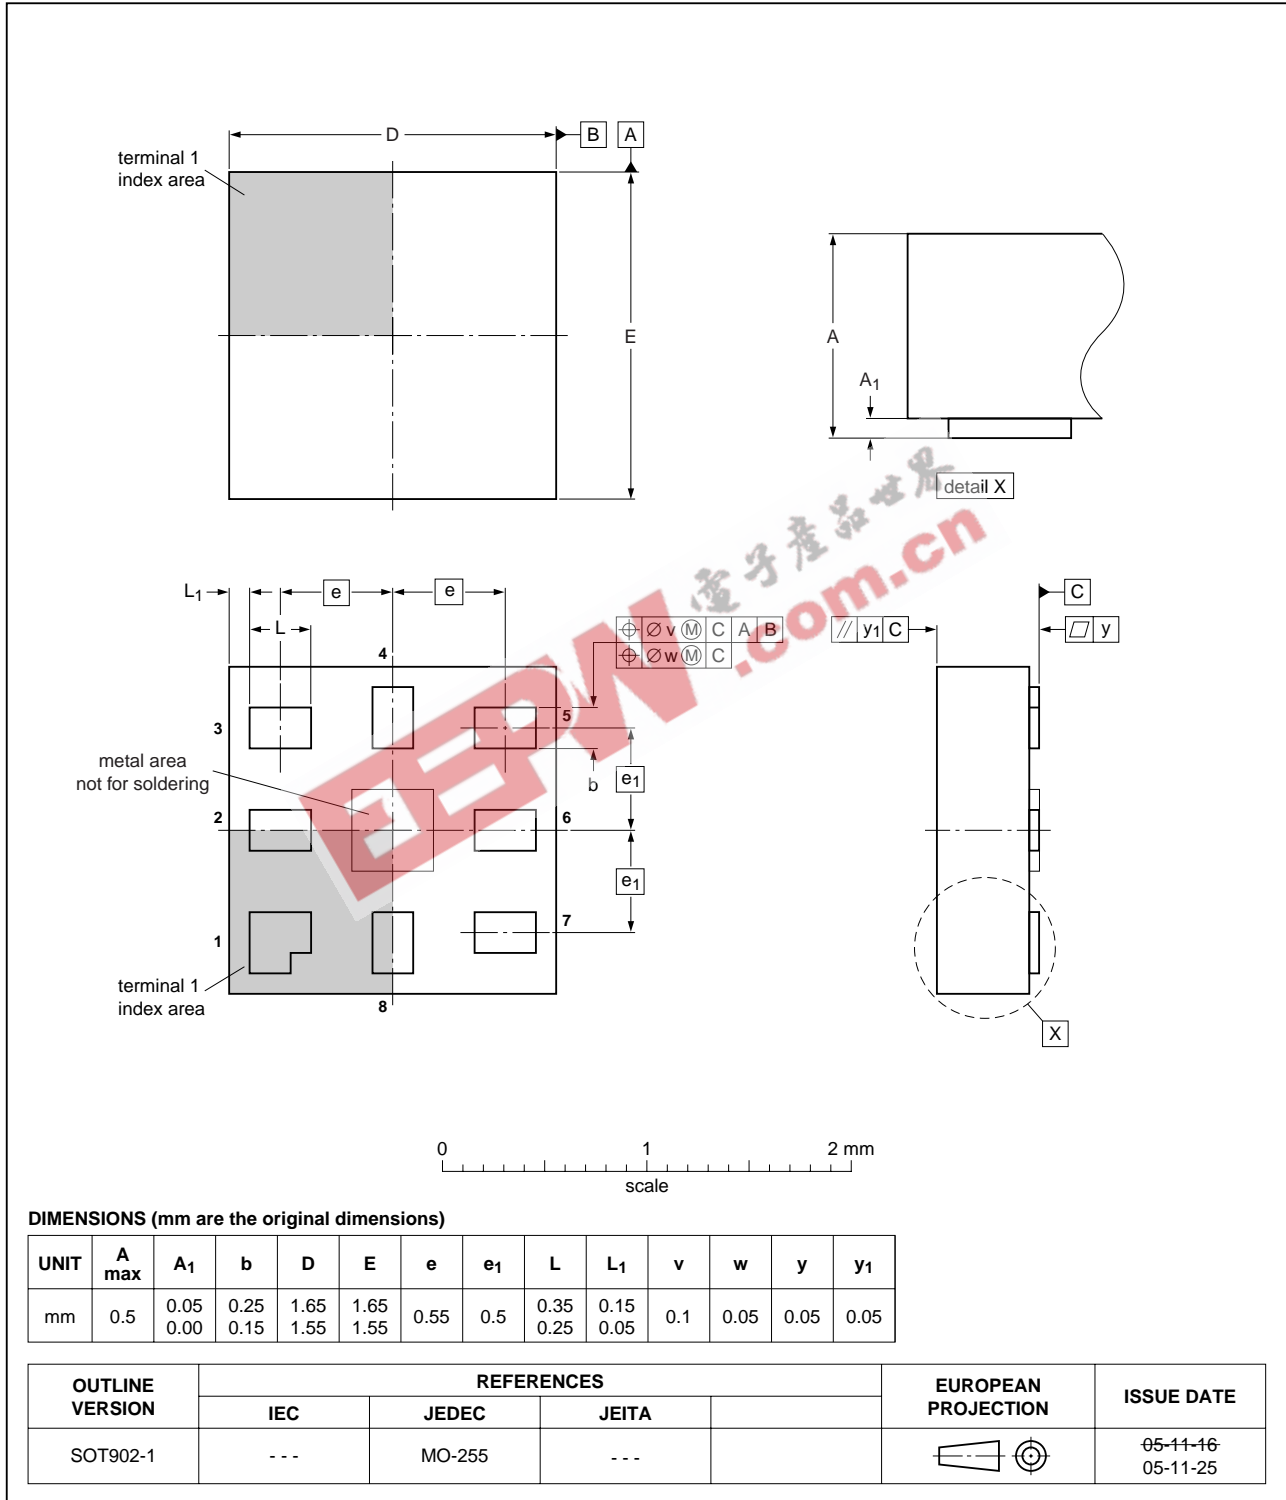 D
B
A
terminal 1
index area
E
A
A1
detail X
L1
e
e
L
4
Ø v Ⓜ C A B
Ø w Ⓜ C
// y1 C
C
y
3
5
metal area
not for soldering
b
e1
2
6
e1
1
7
terminal 1
index area
8
X
EEPW 電子產品世界
.com.cn
0 1 2 mm
scale
DIMENSIONS (mm are the original dimensions)
UNIT A max A1 b D E e e1 L L1 v w y y1
mm 0.5 0.05 0.00 0.25 0.15 1.65 1.55 1.65 1.55 0.55 0.5 0.35 0.25 0.15 0.05 0.1 0.05 0.05 0.05
OUTLINE VERSION REFERENCES EUROPEAN PROJECTION ISSUE DATE
IEC JEDEC JEITA
SOT902-1 - - - MO-255 - - - 05-11-16
05-11-25